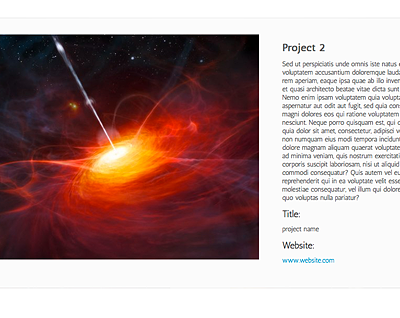 Project 2
Sed ut perspiciatis unde omnis iste natus e
voluptatem accusantium doloremque lauda
rem aperiam, eaque ipsa quae ab illo inven
et quasi architecto beatae vitae dicta sunt
Nemo enim ipsam voluptatem quia volupta
aspernatur aut odit aut fugit, sed quia cons
magni dolores eos qui ratione voluptatem
nesciunt. Neque porro quisquam est, qui d
quia dolor sit amet, consectetur, adipisci v
non numquam eius modi tempora incidunt
dolore magnam aliquam quaerat voluptate
ad minima veniam, quis nostrum exercitati
corporis suscipit laboriosam, nisi ut aliquid
commodi consequatur? Quis autem vel eu
reprehenderit qui in ea voluptate velit esse
molestiae consequatur, vel illum qui dolore
quo voluptas nulla pariatur?
Title:
project name
Website:
www.website.com